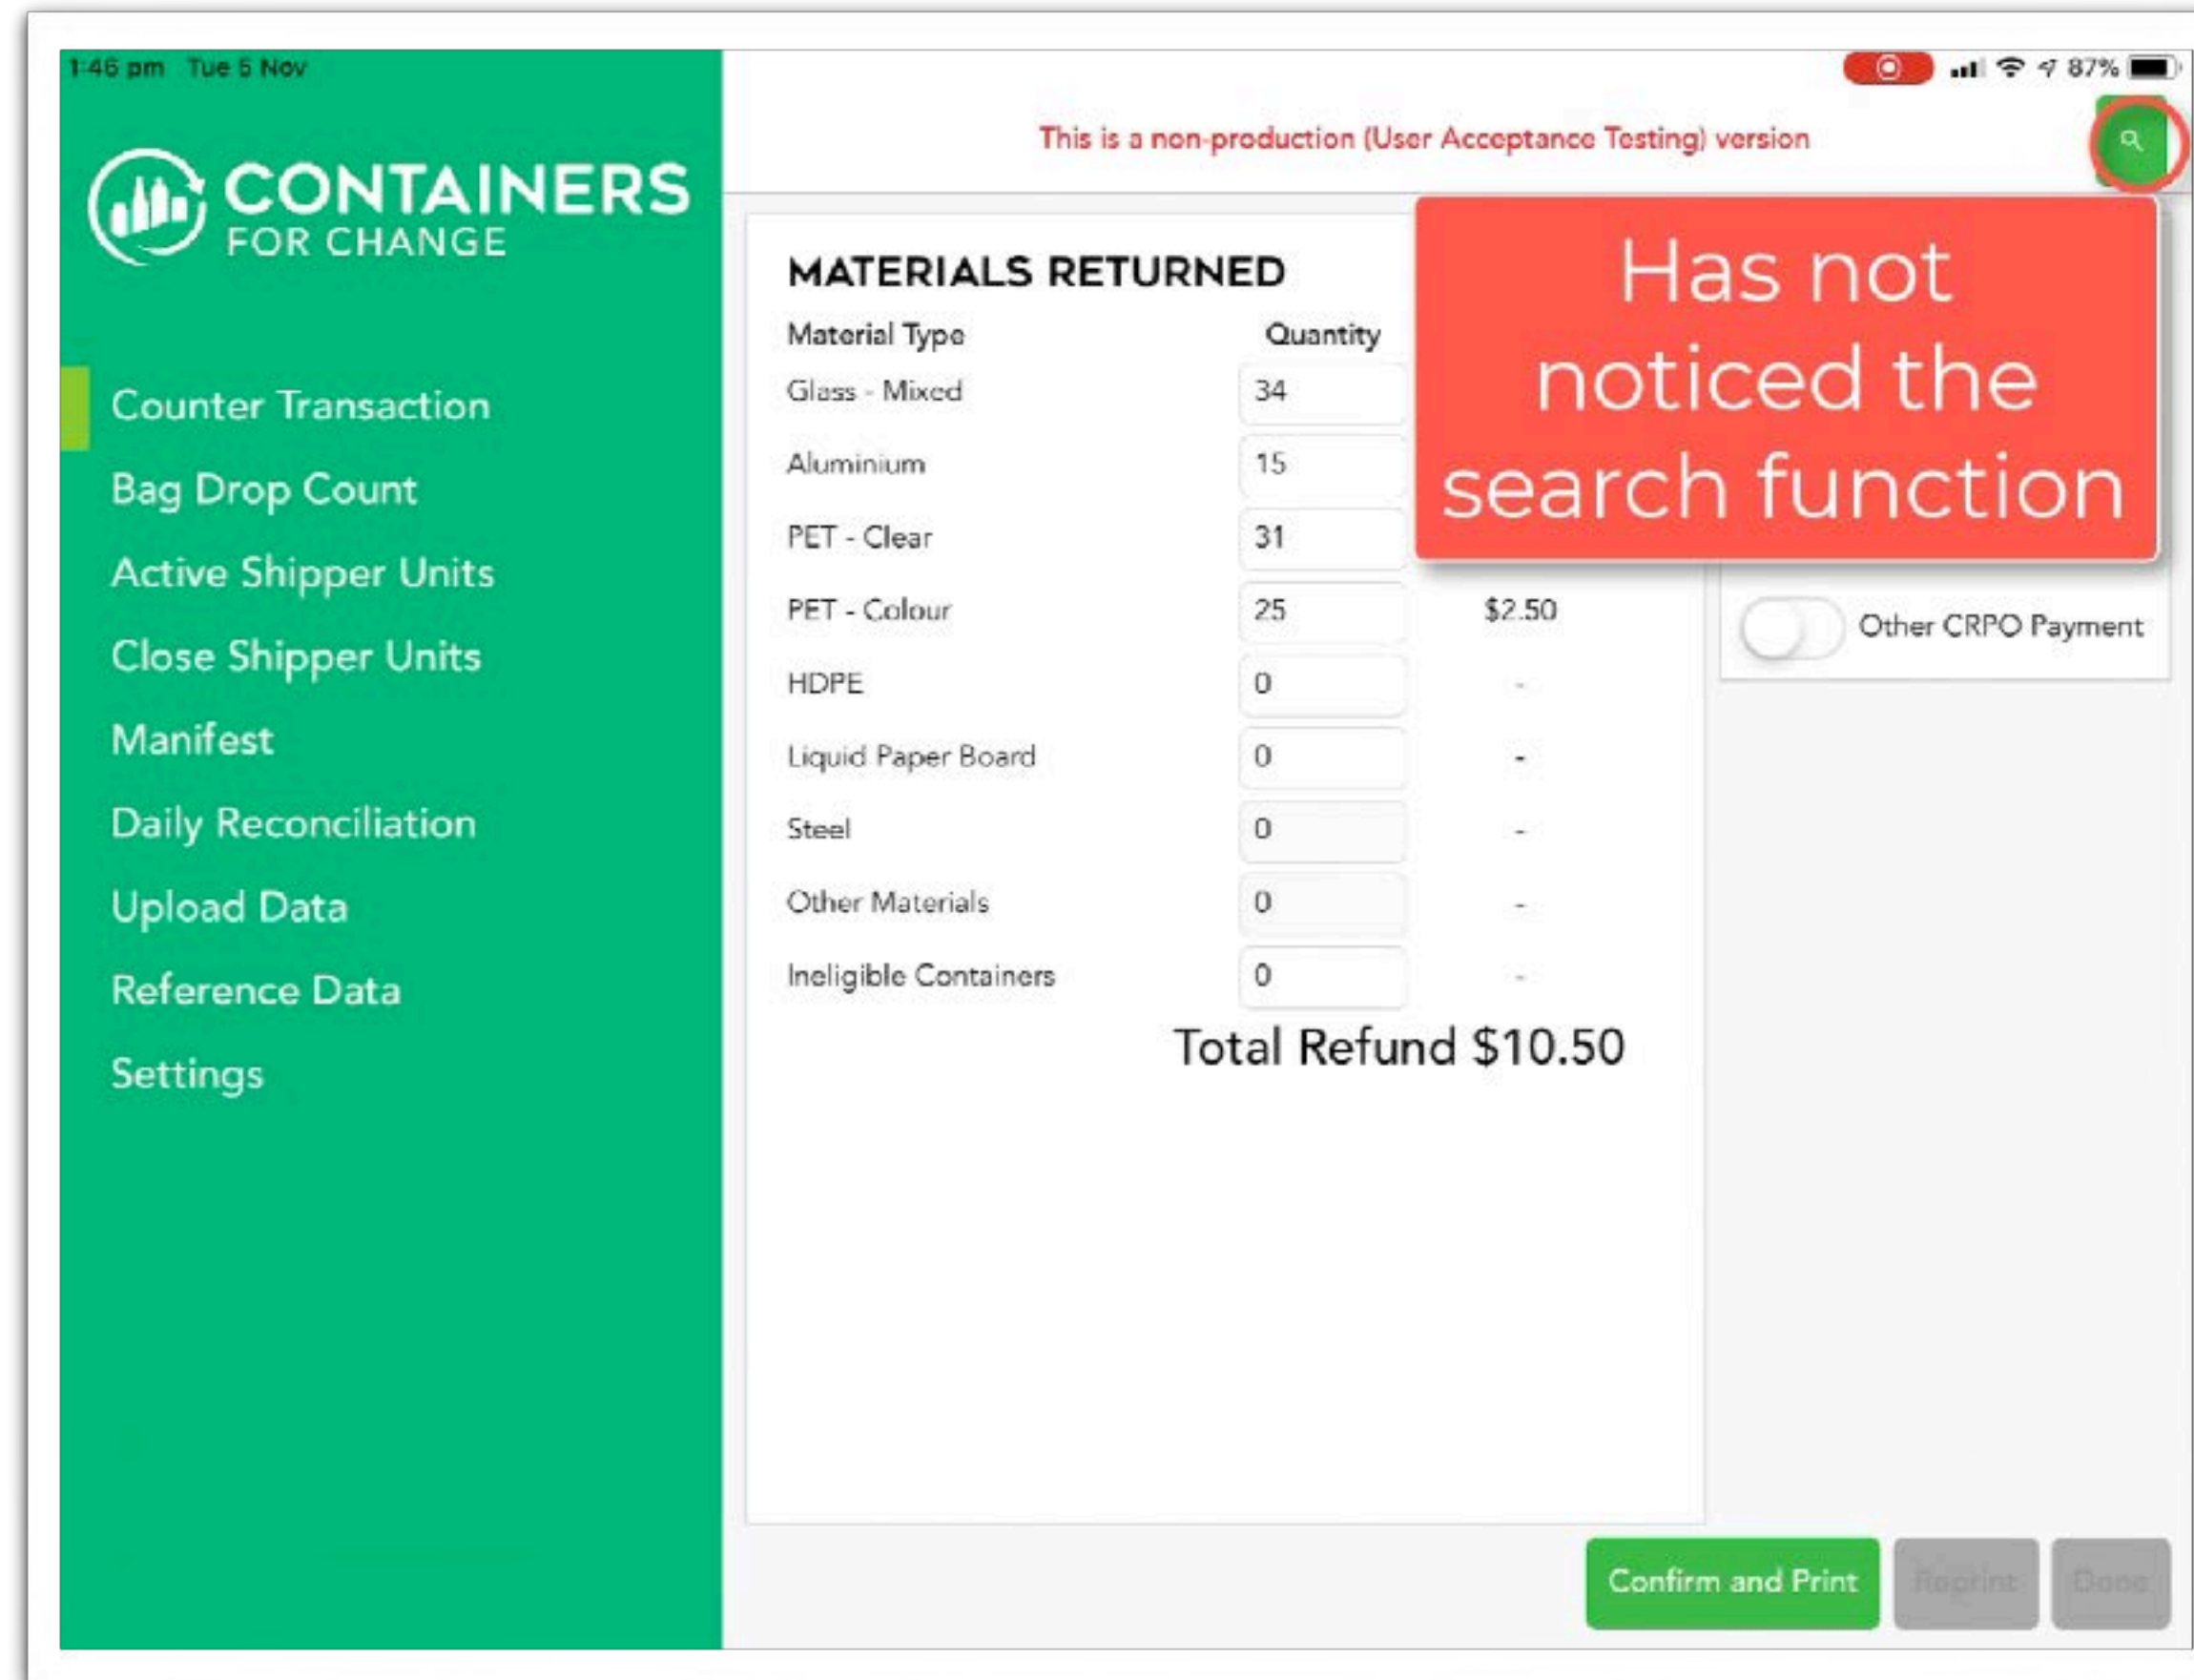 1:46 pm Tue 5 Nov
87%
CONTAINERS
FOR CHANGE
This is a non-production (User Acceptance Testing) version
Counter Transaction
Bag Drop Count
Active Shipper Units
Close Shipper Units
Manifest
Daily Reconciliation
Upload Data
Reference Data
Settings
MATERIALS RETURNED
Material Type Quantity
Glass - Mixed 34
Aluminium 15
PET - Clear 31
PET - Colour 25 $2.50
HDPE 0 -
Liquid Paper Board 0 -
Steel 0 -
Other Materials 0 -
Ineligible Containers 0 -
Total Refund $10.50
Has not
noticed the
search function
Other CRPO Payment
Confirm and Print Reprint Done